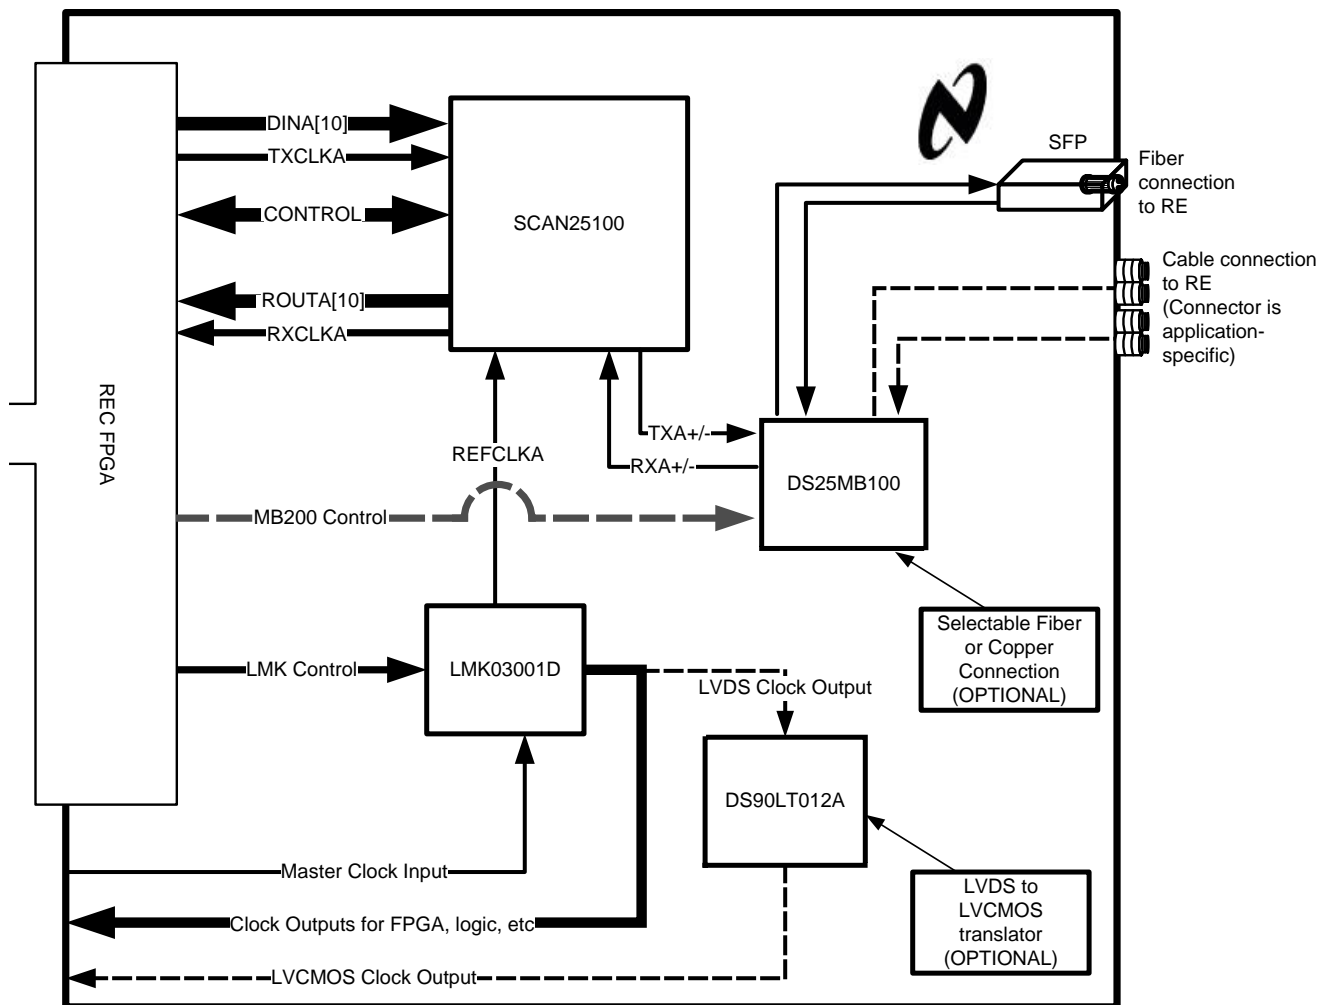 DINA[10]
TXCLKA
CONTROL
ROUTA[10]
RXCLKA
SCAN25100
SFP
Fiber
connection
to RE
Cable connection
to RE
(Connector is
application-
specific)
REC FPGA
REFCLKA
TXA+/-
RXA+/-
DS25MB100
MB200 Control
Selectable Fiber
or Copper
Connection
(OPTIONAL)
LMK Control
LMK03001D
LVDS Clock Output
DS90LT012A
Master Clock Input
Clock Outputs for FPGA, logic, etc
LVCMOS Clock Output
LVDS to
LVCMOS
translator
(OPTIONAL)